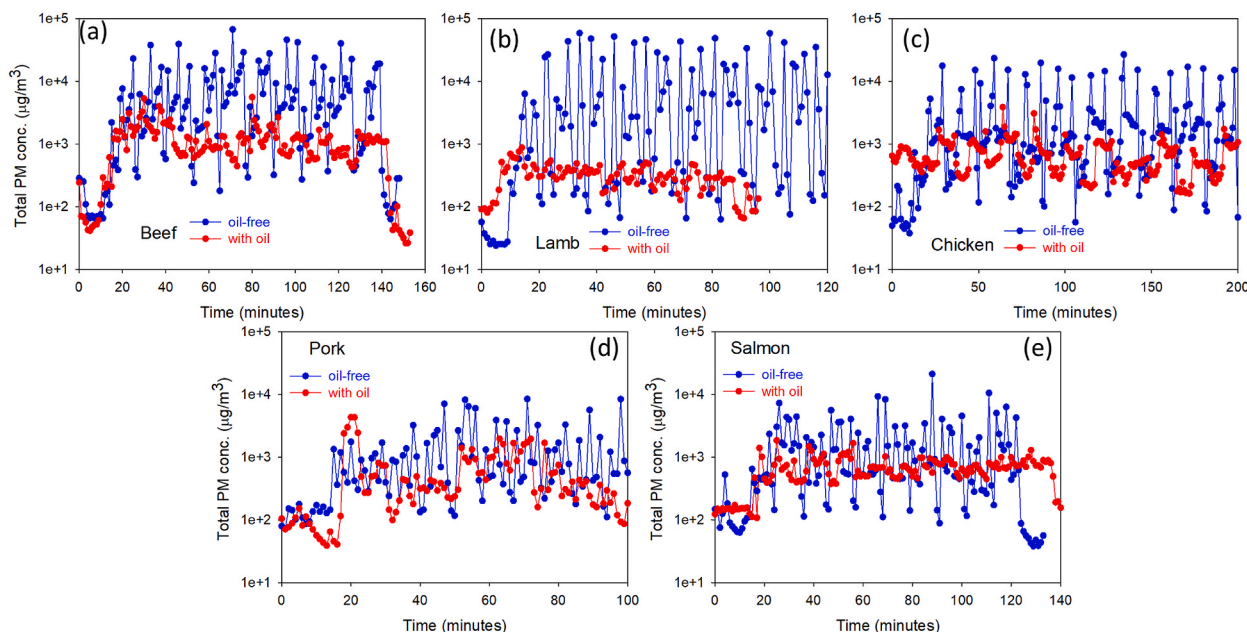 (a)
Total PM conc. (µg/m³)
1e+5
1e+4
1e+3
1e+2
1e+1
Beef
oil-free
with oil
0 20 40 60 80 100 120 140 160
Time (minutes)
(b)
1e+5
1e+4
1e+3
1e+2
1e+1
Lamb
oil-free
with oil
0 20 40 60 80 100 120
Time (minutes)
(c)
1e+5
1e+4
1e+3
1e+2
1e+1
Chicken
oil-free
with oil
0 50 100 150 200
Time (minutes)
Pork
(d)
oil-free
with oil
Total PM conc. (µg/m³)
1e+5
1e+4
1e+3
1e+2
1e+1
0 20 40 60 80 100
Time (minutes)
Salmon
(e)
oil-free
with oil
Total PM conc. (µg/m³)
1e+5
1e+4
1e+3
1e+2
1e+1
0 20 40 60 80 100 120 140
Time (minutes)